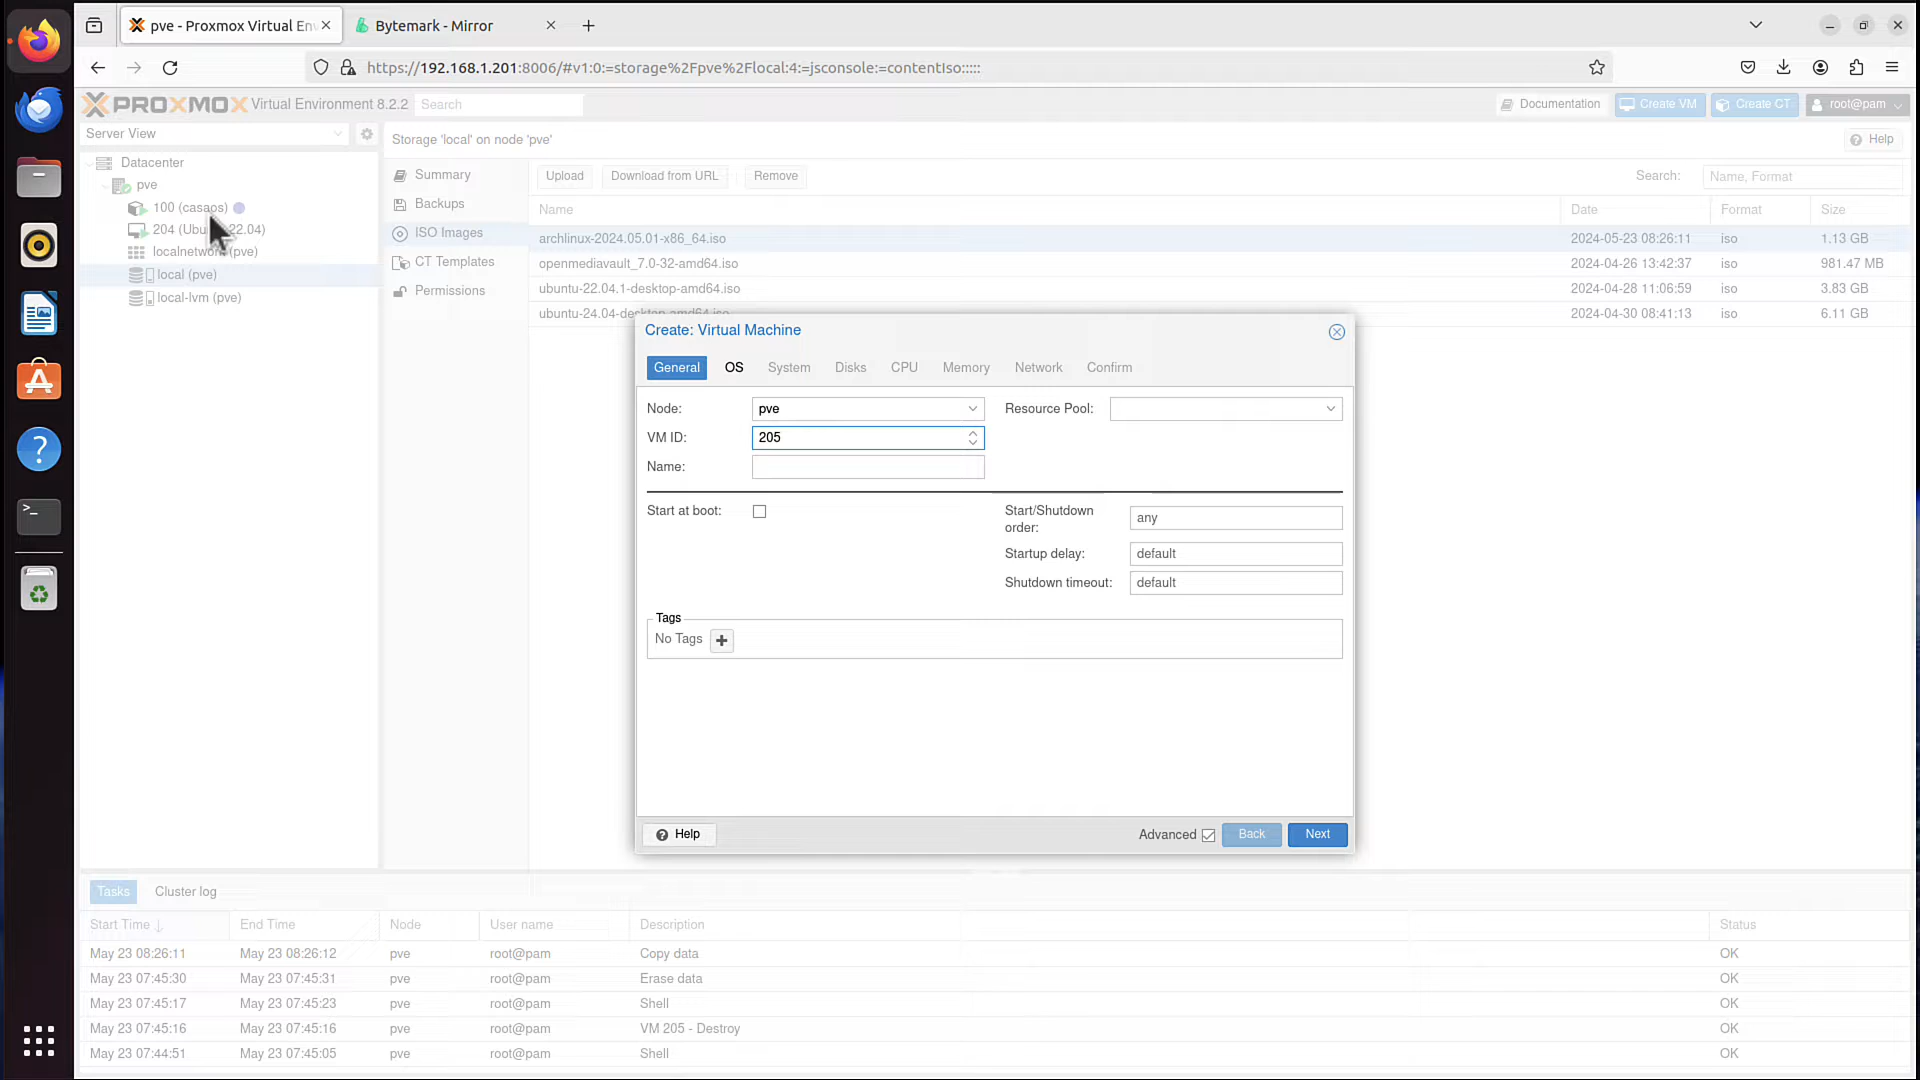 pve - Proxmox Virtual En
Bytemark - Mirror
https://192.168.1.201:8006/#v1:0:=storage%2Fpve%2Flocal:4:=jsconsole:=contentIso:::::
PROXMOX Virtual Environment 8.2.2 Search Documentation Create VM Create CT root@pam
Server View
Storage 'local' on node 'pve' Help
Datacenter
pve
100 (casaos)
204 (Ubu 22.04)
localnetwork (pve)
local (pve)
local-lvm (pve)
Summary
Backups
ISO Images
CT Templates
Permissions
Upload Download from URL Remove Search: Name, Format
Name Date Format Size
archlinux-2024.05.01-x86_64.iso 2024-05-23 08:26:11 iso 1.13 GB
openmediavault_7.0-32-amd64.iso 2024-04-26 13:42:37 iso 981.47 MB
ubuntu-22.04.1-desktop-amd64.iso 2024-04-28 11:06:59 iso 3.83 GB
ubuntu-24.04-desktop-amd64.iso 2024-04-30 08:41:13 iso 6.11 GB
Create: Virtual Machine
General OS System Disks CPU Memory Network Confirm
Node: pve Resource Pool:
VM ID: 205
Name:
Start at boot: Start/Shutdown
order: any
Startup delay: default
Shutdown timeout: default
Tags
No Tags
Help Advanced Back Next
Tasks Cluster log
Start Time End Time Node User name Description Status
May 23 08:26:11 May 23 08:26:12 pve root@pam Copy data OK
May 23 07:45:30 May 23 07:45:31 pve root@pam Erase data OK
May 23 07:45:17 May 23 07:45:23 pve root@pam Shell OK
May 23 07:45:16 May 23 07:45:16 pve root@pam VM 205 - Destroy OK
May 23 07:44:51 May 23 07:45:05 pve root@pam Shell OK